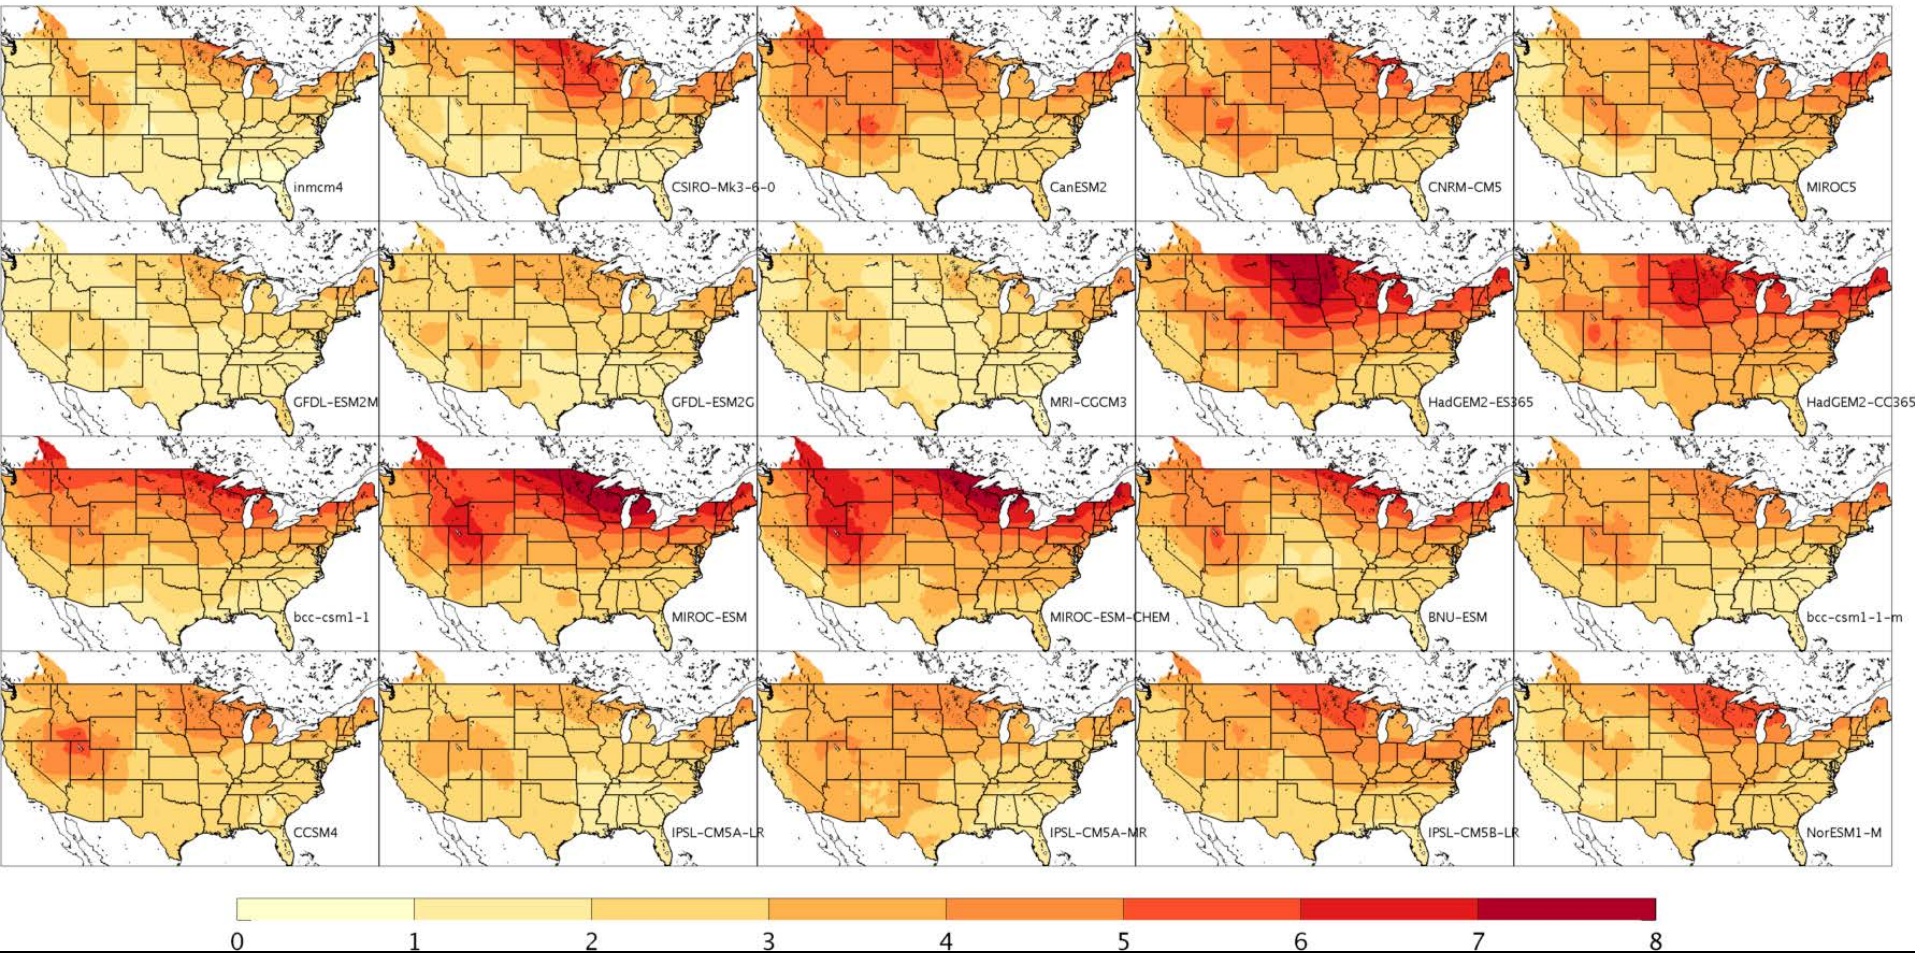 inmcm4
CSIRO-Mk3-6-0
CanESM2
CNRM-CM5
MIROC5
GFDL-ESM2M
GFDL-ESM2G
MRI-CGCM3
HadGEM2-ES365
HadGEM2-CC365
bcc-csm1-1
MIROC-ESM
MIROC-ESM-CHEM
BNU-ESM
bcc-csm1-1-m
CCSM4
IPSL-CM5A-LR
IPSL-CM5A-MR
IPSL-CM5B-LR
NorESM1-M
0 1 2 3 4 5 6 7 8